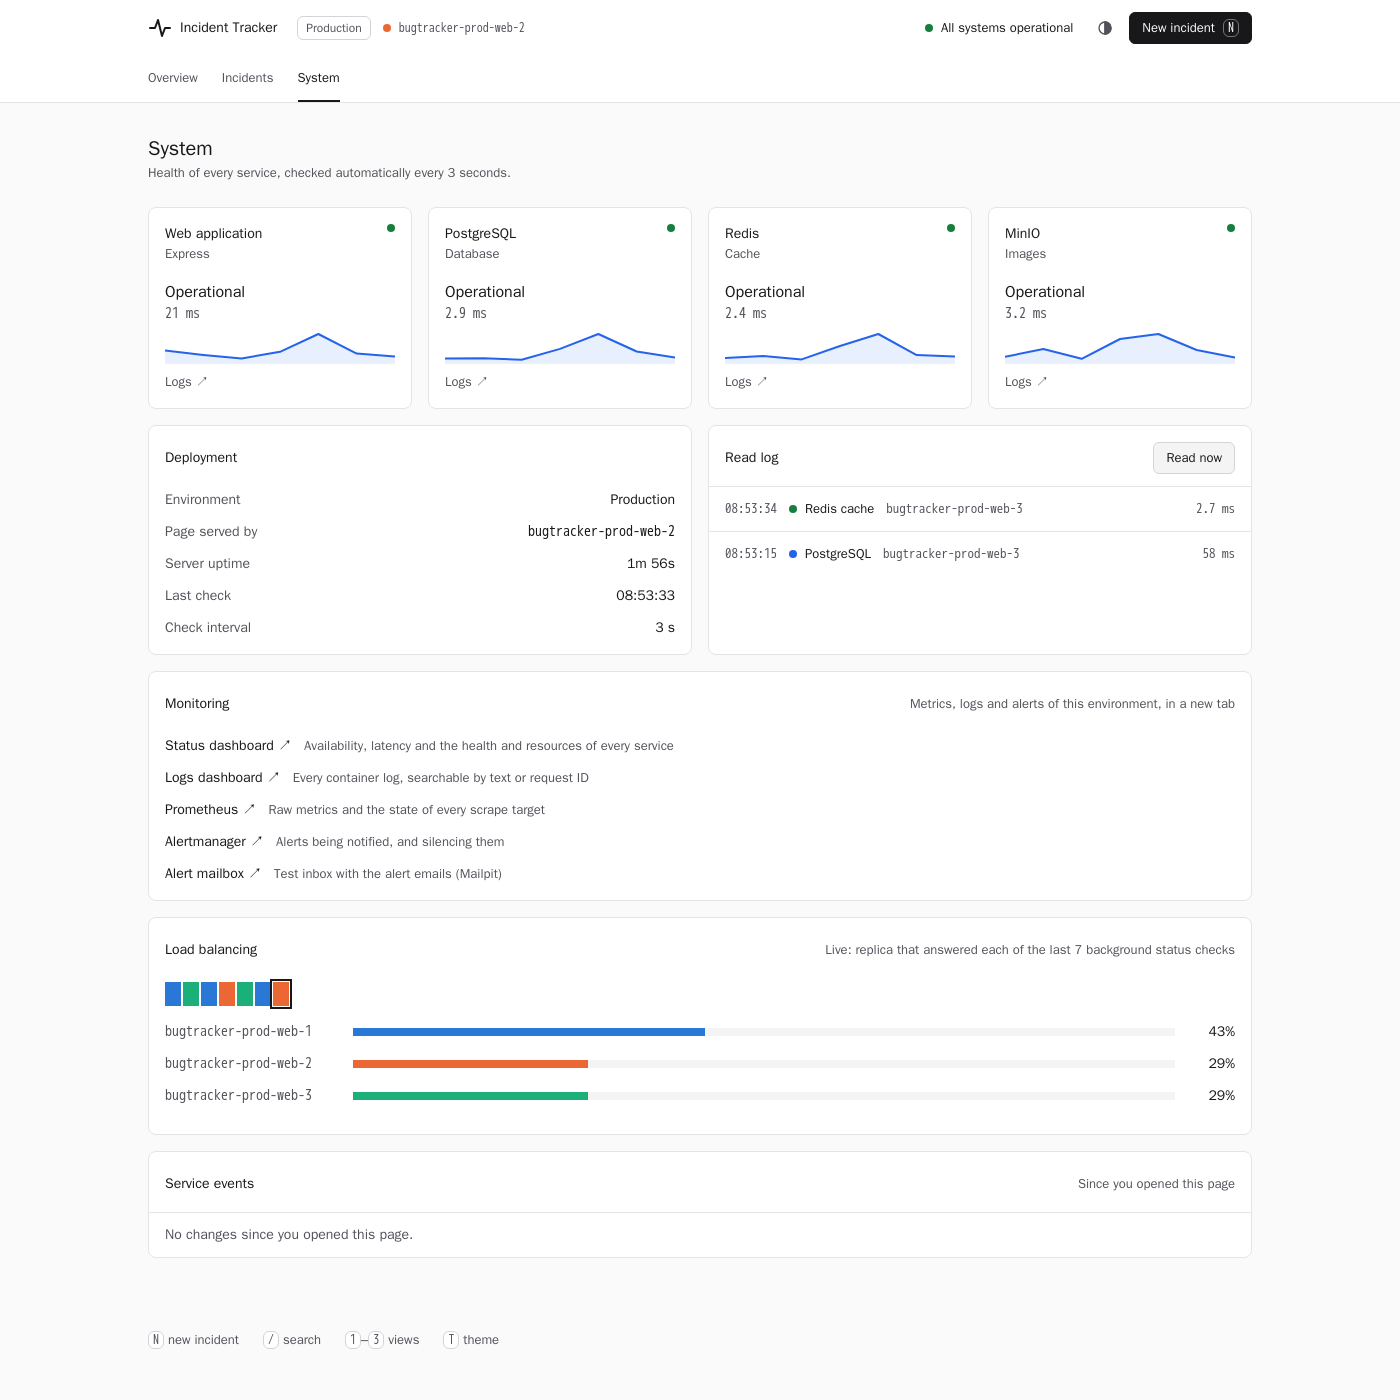 Incident Tracker Production bugtracker-prod-web-2 All systems operational New incident N
Overview Incidents System
System
Health of every service, checked automatically every 3 seconds.
Web application
Express
Operational
21 ms
Logs ↗
PostgreSQL
Database
Operational
2.9 ms
Logs ↗
Redis
Cache
Operational
2.4 ms
Logs ↗
MinIO
Images
Operational
3.2 ms
Logs ↗
Deployment
Environment Production
Page served by bugtracker-prod-web-2
Server uptime 1m 56s
Last check 08:53:33
Check interval 3 s
Read log Read now
08:53:34 Redis cache bugtracker-prod-web-3 2.7 ms
08:53:15 PostgreSQL bugtracker-prod-web-3 58 ms
Monitoring Metrics, logs and alerts of this environment, in a new tab
Status dashboard ↗ Availability, latency and the health and resources of every service
Logs dashboard ↗ Every container log, searchable by text or request ID
Prometheus ↗ Raw metrics and the state of every scrape target
Alertmanager ↗ Alerts being notified, and silencing them
Alert mailbox ↗ Test inbox with the alert emails (Mailpit)
Load balancing Live: replica that answered each of the last 7 background status checks
bugtracker-prod-web-1 43%
bugtracker-prod-web-2 29%
bugtracker-prod-web-3 29%
Service events Since you opened this page
No changes since you opened this page.
N new incident / search 1–3 views T theme